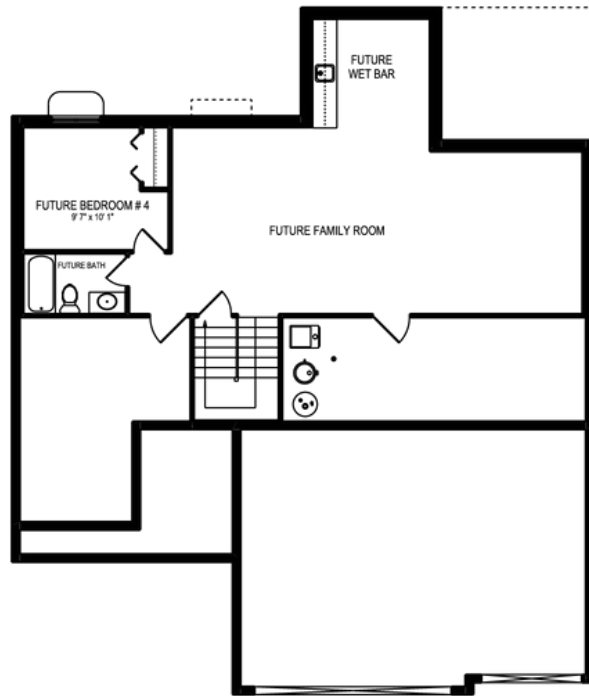 FUTURE
WET BAR
FUTURE BEDROOM # 4
9' 7" x 10' 1"
FUTURE FAMILY ROOM
FUTURE BATH